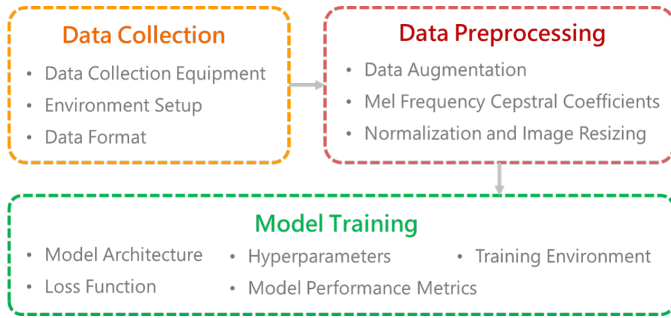 Data Collection
• Data Collection Equipment
• Environment Setup
• Data Format
Data Preprocessing
• Data Augmentation
• Mel Frequency Cepstral Coefficients
• Normalization and Image Resizing
Model Training
• Model Architecture
• Loss Function
• Hyperparameters
• Model Performance Metrics
• Training Environment